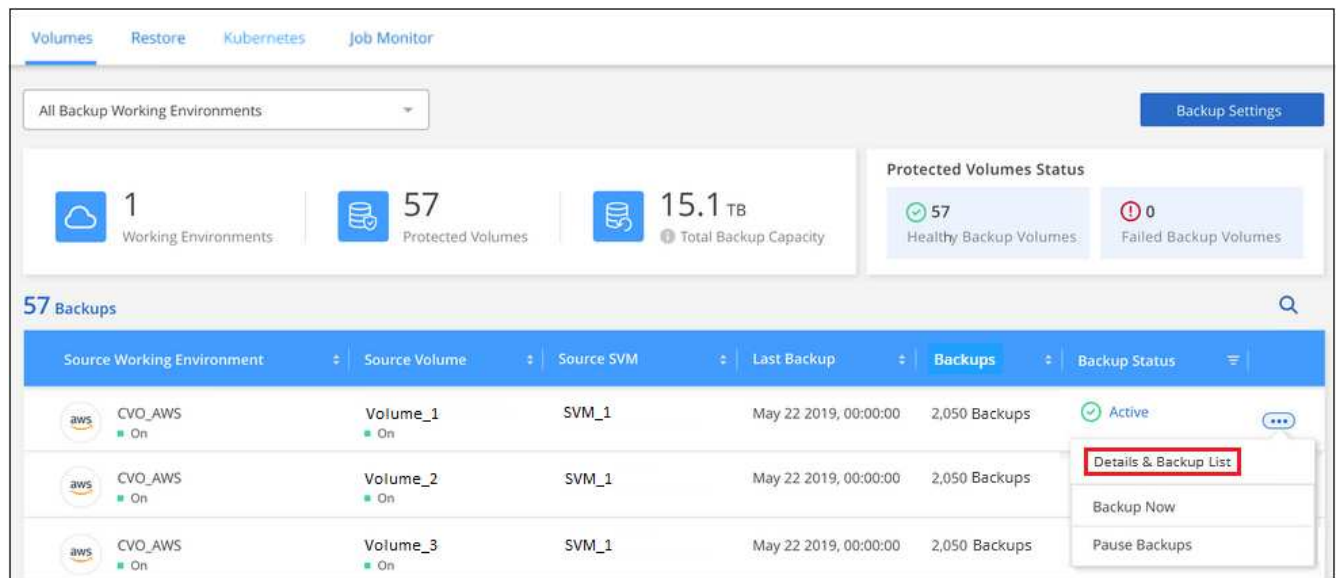 Volumes Restore Kubernetes Job Monitor
All Backup Working Environments
Backup Settings
1
Working Environments
57
Protected Volumes
15.1 TB
Total Backup Capacity
Protected Volumes Status
57
Healthy Backup Volumes
0
Failed Backup Volumes
57 Backups
Source Working Environment Source Volume Source SVM Last Backup Backups Backup Status
aws CVO_AWS Volume_1 SVM_1 May 22 2019, 00:00:00 2,050 Backups Active
On On
Details & Backup List
aws CVO_AWS Volume_2 SVM_1 May 22 2019, 00:00:00 2,050 Backups
On On
Backup Now
Pause Backups
aws CVO_AWS Volume_3 SVM_1 May 22 2019, 00:00:00 2,050 Backups
On On